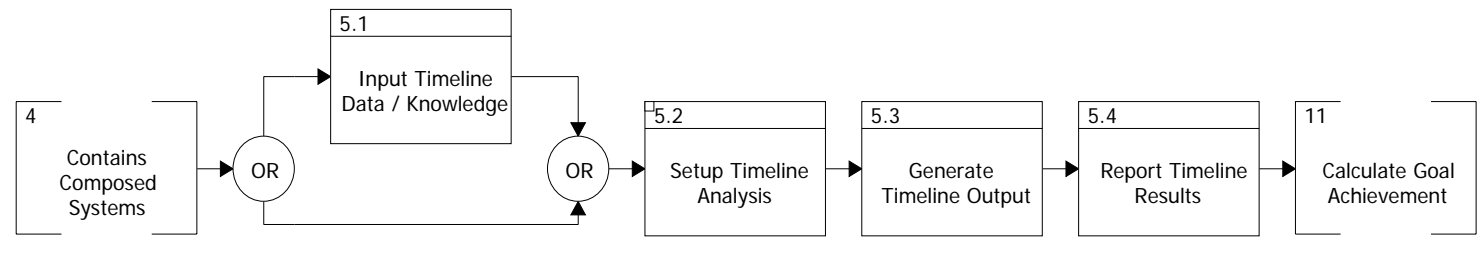 4
Contains
Composed
Systems
OR
5.1
Input Timeline
Data / Knowledge
OR
5.2
Setup Timeline
Analysis
5.3
Generate
Timeline Output
5.4
Report Timeline
Results
11
Calculate Goal
Achievement